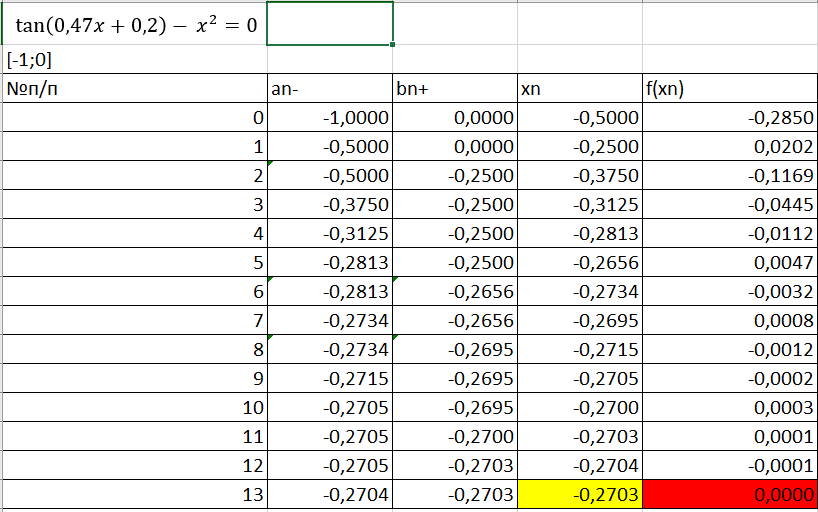 tan(0,47x + 0,2) − x² = 0
[-1;0]
№п/п an- bn+ xn f(xn)
0 -1,0000 0,0000 -0,5000 -0,2850
1 -0,5000 0,0000 -0,2500 0,0202
2 -0,5000 -0,2500 -0,3750 -0,1169
3 -0,3750 -0,2500 -0,3125 -0,0445
4 -0,3125 -0,2500 -0,2813 -0,0112
5 -0,2813 -0,2500 -0,2656 0,0047
6 -0,2813 -0,2656 -0,2734 -0,0032
7 -0,2734 -0,2656 -0,2695 0,0008
8 -0,2734 -0,2695 -0,2715 -0,0012
9 -0,2715 -0,2695 -0,2705 -0,0002
10 -0,2705 -0,2695 -0,2700 0,0003
11 -0,2705 -0,2700 -0,2703 0,0001
12 -0,2705 -0,2703 -0,2704 -0,0001
13 -0,2704 -0,2703 -0,2703 0,0000